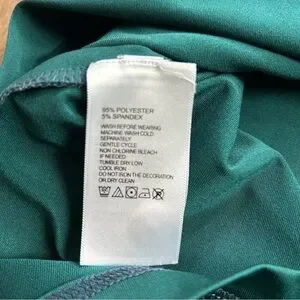 95% POLYESTER
5% SPANDEX
WASH BEFORE WEARING
MACHINE WASH COLD
SEPARATELY
GENTLE CYCLE
NON CHLORINE BLEACH
IF NEEDED
TUMBLE DRY LOW
COOL IRON
DO NOT IRON THE DECORATION
OR DRY CLEAN